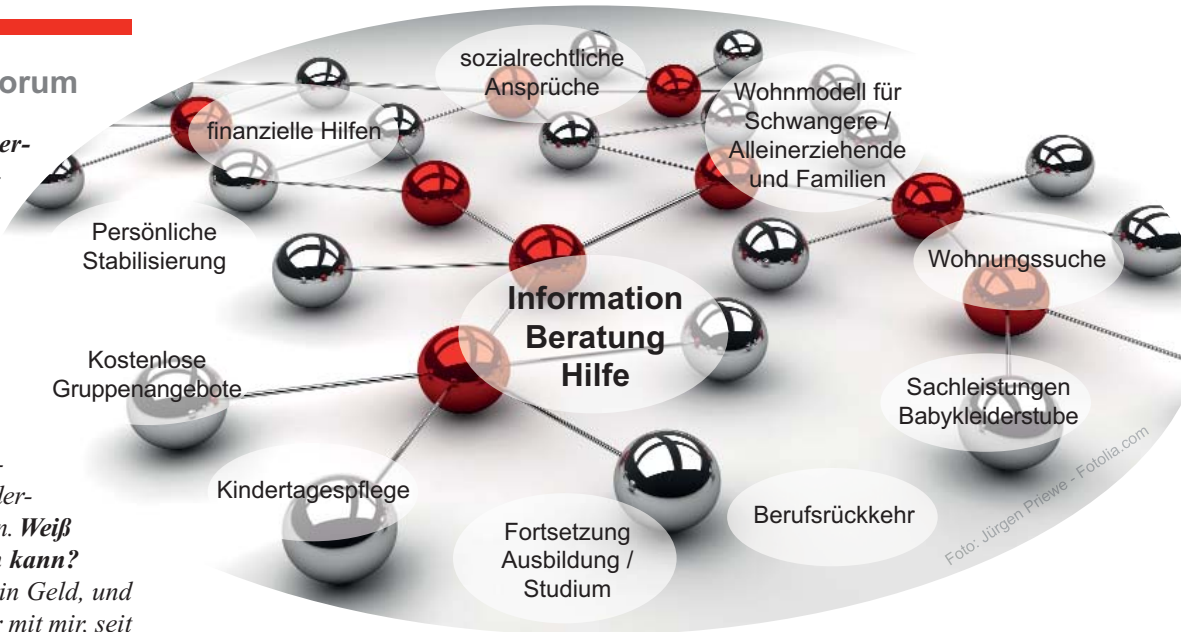 orum
er-
finanzielle Hilfen
sozialrechtliche
Ansprüche
Wohnmodell für
Schwangere /
Alleinerziehende
und Familien
Persönliche
Stabilisierung
Wohnungssuche
Information
Beratung
Hilfe
Kostenlose
Gruppenangebote
Sachleistungen
Babykleiderstube
Kindertagespflege
Fortsetzung
Ausbildung /
Studium
Berufsrückkehr
Foto: Jürgen Priewe - Fotolia.com
-
der-
n. Weiß
kann?
in Geld, und
mit mir, seit